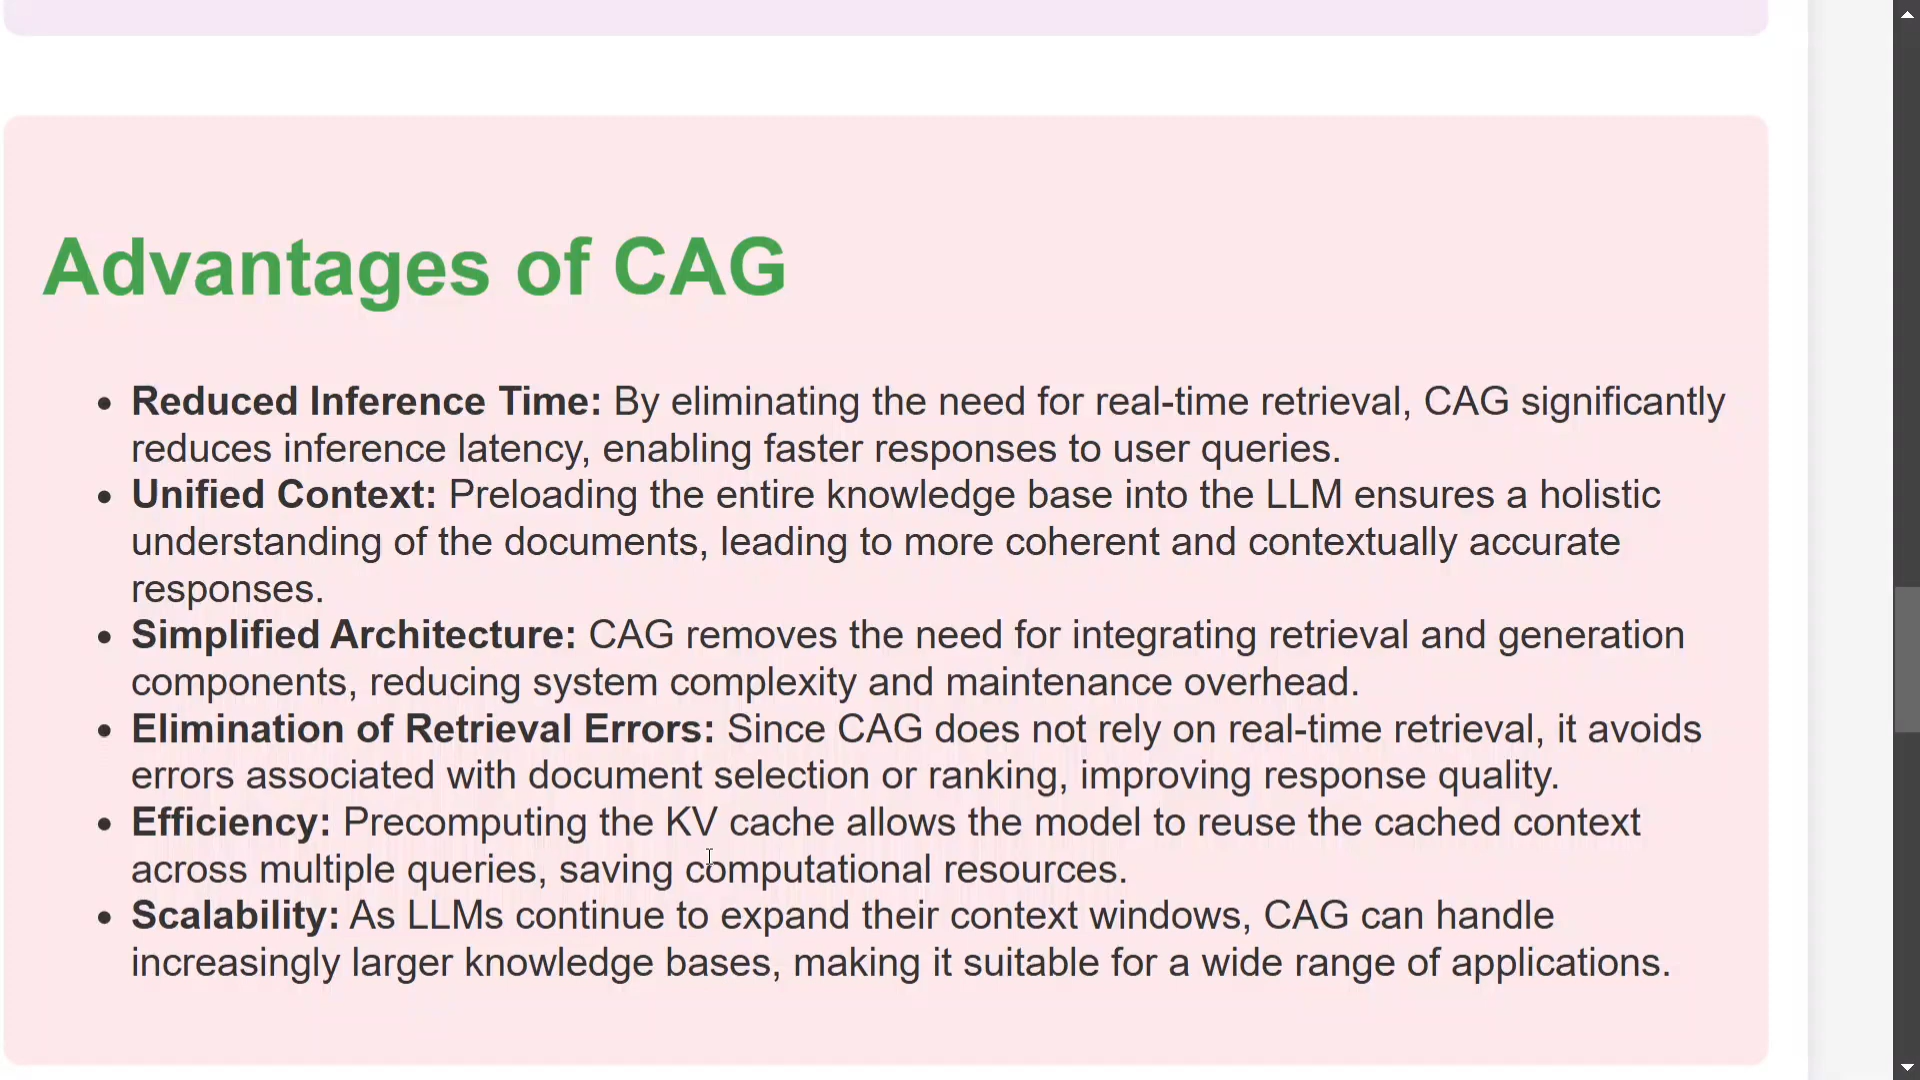 Advantages of CAG
• Reduced Inference Time: By eliminating the need for real-time retrieval, CAG significantly
reduces inference latency, enabling faster responses to user queries.
• Unified Context: Preloading the entire knowledge base into the LLM ensures a holistic
understanding of the documents, leading to more coherent and contextually accurate
responses.
• Simplified Architecture: CAG removes the need for integrating retrieval and generation
components, reducing system complexity and maintenance overhead.
• Elimination of Retrieval Errors: Since CAG does not rely on real-time retrieval, it avoids
errors associated with document selection or ranking, improving response quality.
• Efficiency: Precomputing the KV cache allows the model to reuse the cached context
across multiple queries, saving computational resources.
• Scalability: As LLMs continue to expand their context windows, CAG can handle
increasingly larger knowledge bases, making it suitable for a wide range of applications.